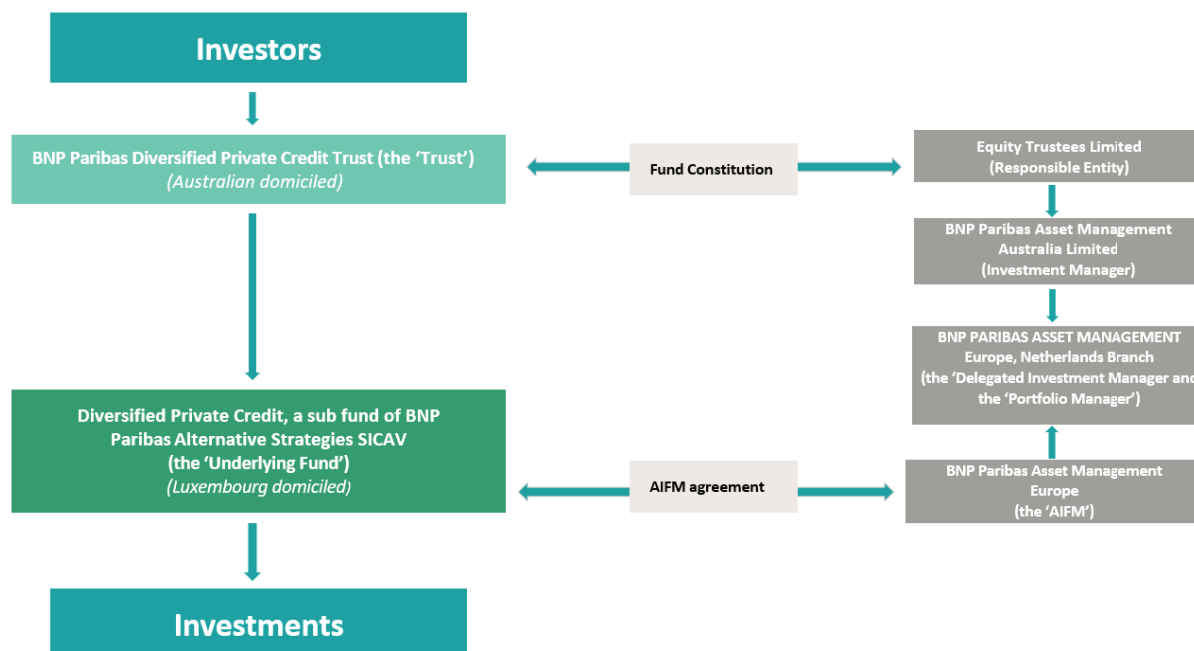 Investors
BNP Paribas Diversified Private Credit Trust (the ‘Trust’)
(Australian domiciled)
Fund Constitution
Equity Trustees Limited
(Responsible Entity)
BNP Paribas Asset Management
Australia Limited
(Investment Manager)
BNP PARIBAS ASSET MANAGEMENT
Europe, Netherlands Branch
(the ‘Delegated Investment Manager and
the ‘Portfolio Manager’)
Diversified Private Credit, a sub fund of BNP
Paribas Alternative Strategies SICAV
(the ‘Underlying Fund’)
(Luxembourg domiciled)
AIFM agreement
BNP Paribas Asset Management
Europe
(the ‘AIFM’)
Investments